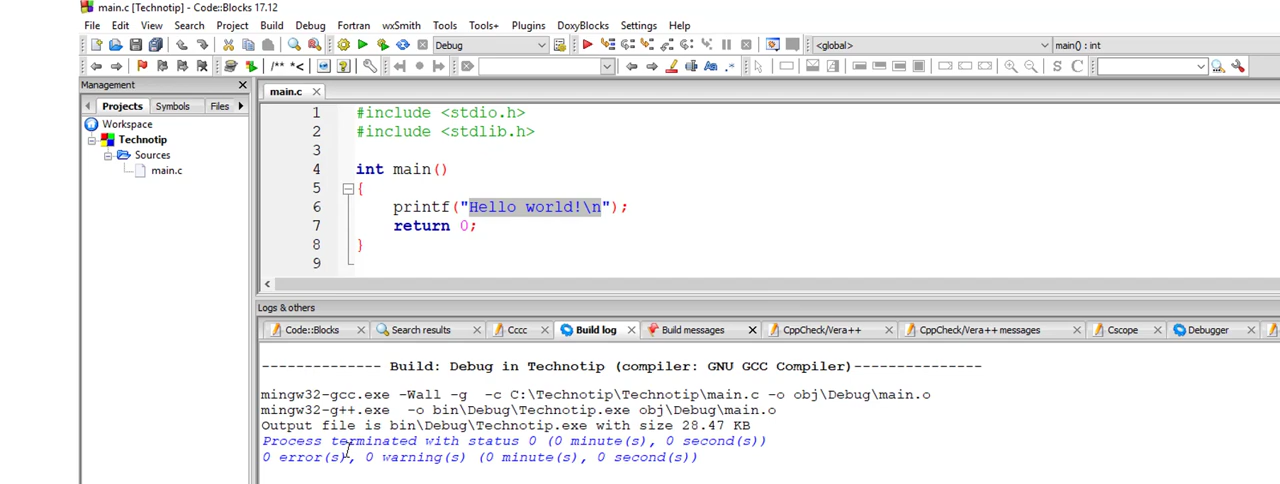 main.c [Technotip] - Code::Blocks 17.12
File Edit View Search Project Build Debug Fortran wxSmith Tools Tools+ Plugins DoxyBlocks Settings Help
Debug <global> main() : int
/** *<
Aa .* S C
Management
main.c
Projects Symbols Files
Workspace
Technotip
Sources
main.c
1 #include <stdio.h>
2 #include <stdlib.h>
3
4 int main()
5 {
6 printf("Hello world!\n");
7 return 0;
8 }
9
Logs & others
Code::Blocks Search results Cccc Build log Build messages CppCheck/Vera++ CppCheck/Vera++ messages Cscope Debugger
-------------- Build: Debug in Technotip (compiler: GNU GCC Compiler)---------------
mingw32-gcc.exe -Wall -g -c C:\Technotip\Technotip\main.c -o obj\Debug\main.o
mingw32-g++.exe -o bin\Debug\Technotip.exe obj\Debug\main.o
Output file is bin\Debug\Technotip.exe with size 28.47 KB
Process terminated with status 0 (0 minute(s), 0 second(s))
0 error(s), 0 warning(s) (0 minute(s), 0 second(s))